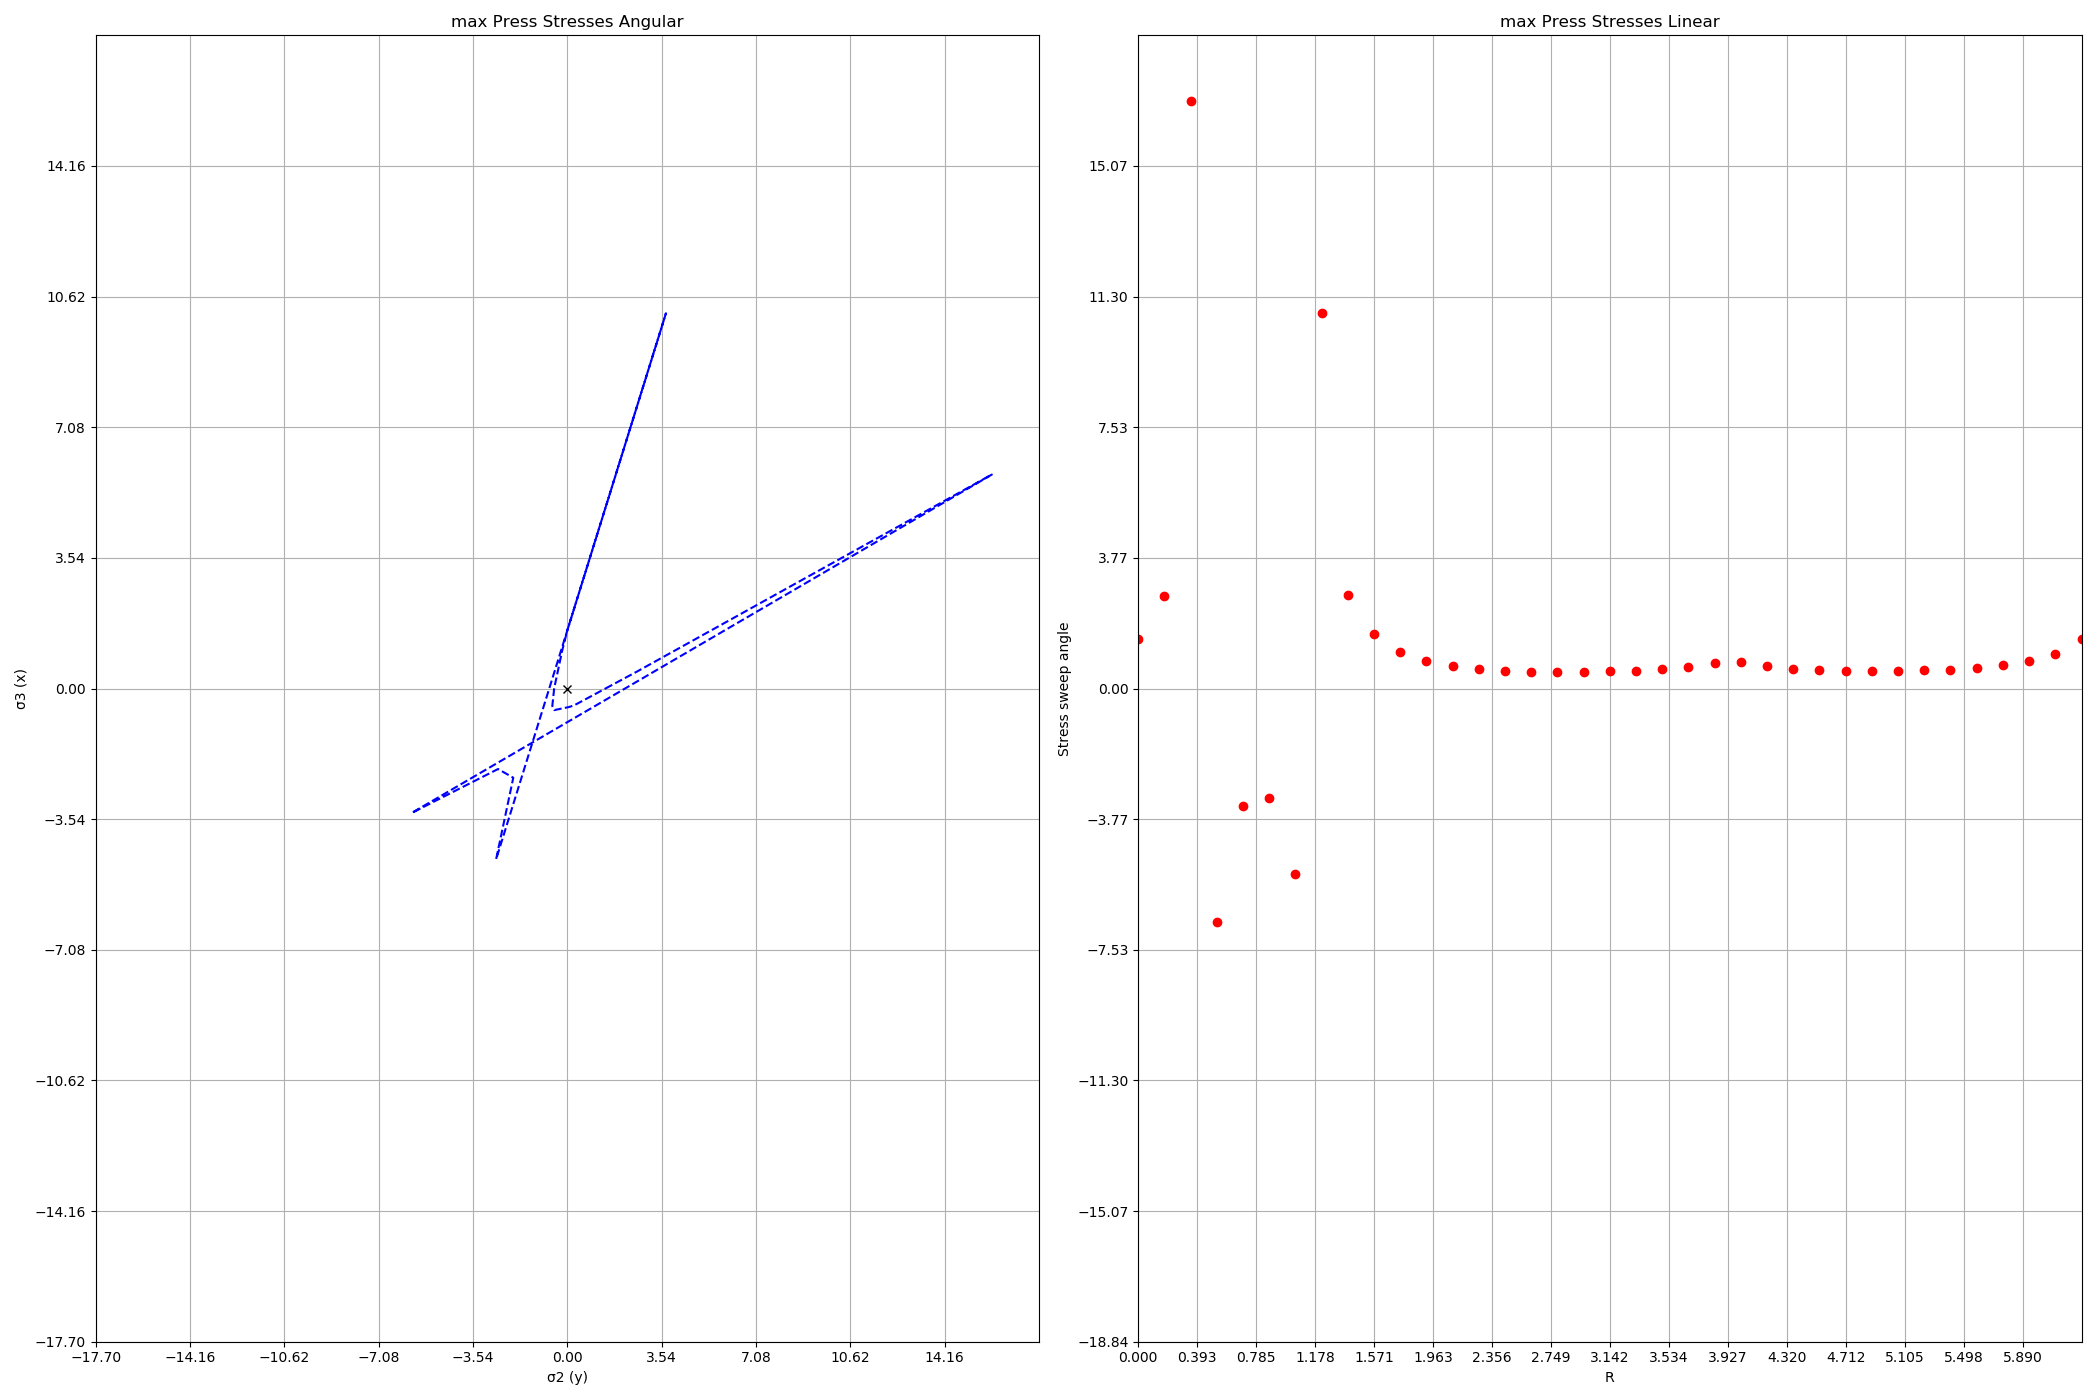 max Press Stresses Angular
14.16
10.62
7.08
3.54
0.00
−3.54
−7.08
−10.62
−14.16
−17.70
σ3 (x)
−17.70 −14.16 −10.62 −7.08 −3.54 0.00 3.54 7.08 10.62 14.16
σ2 (y)
max Press Stresses Linear
15.07
11.30
7.53
3.77
0.00
−3.77
−7.53
−11.30
−15.07
−18.84
Stress sweep angle
0.000 0.393 0.785 1.178 1.571 1.963 2.356 2.749 3.142 3.534 3.927 4.320 4.712 5.105 5.498 5.890
R